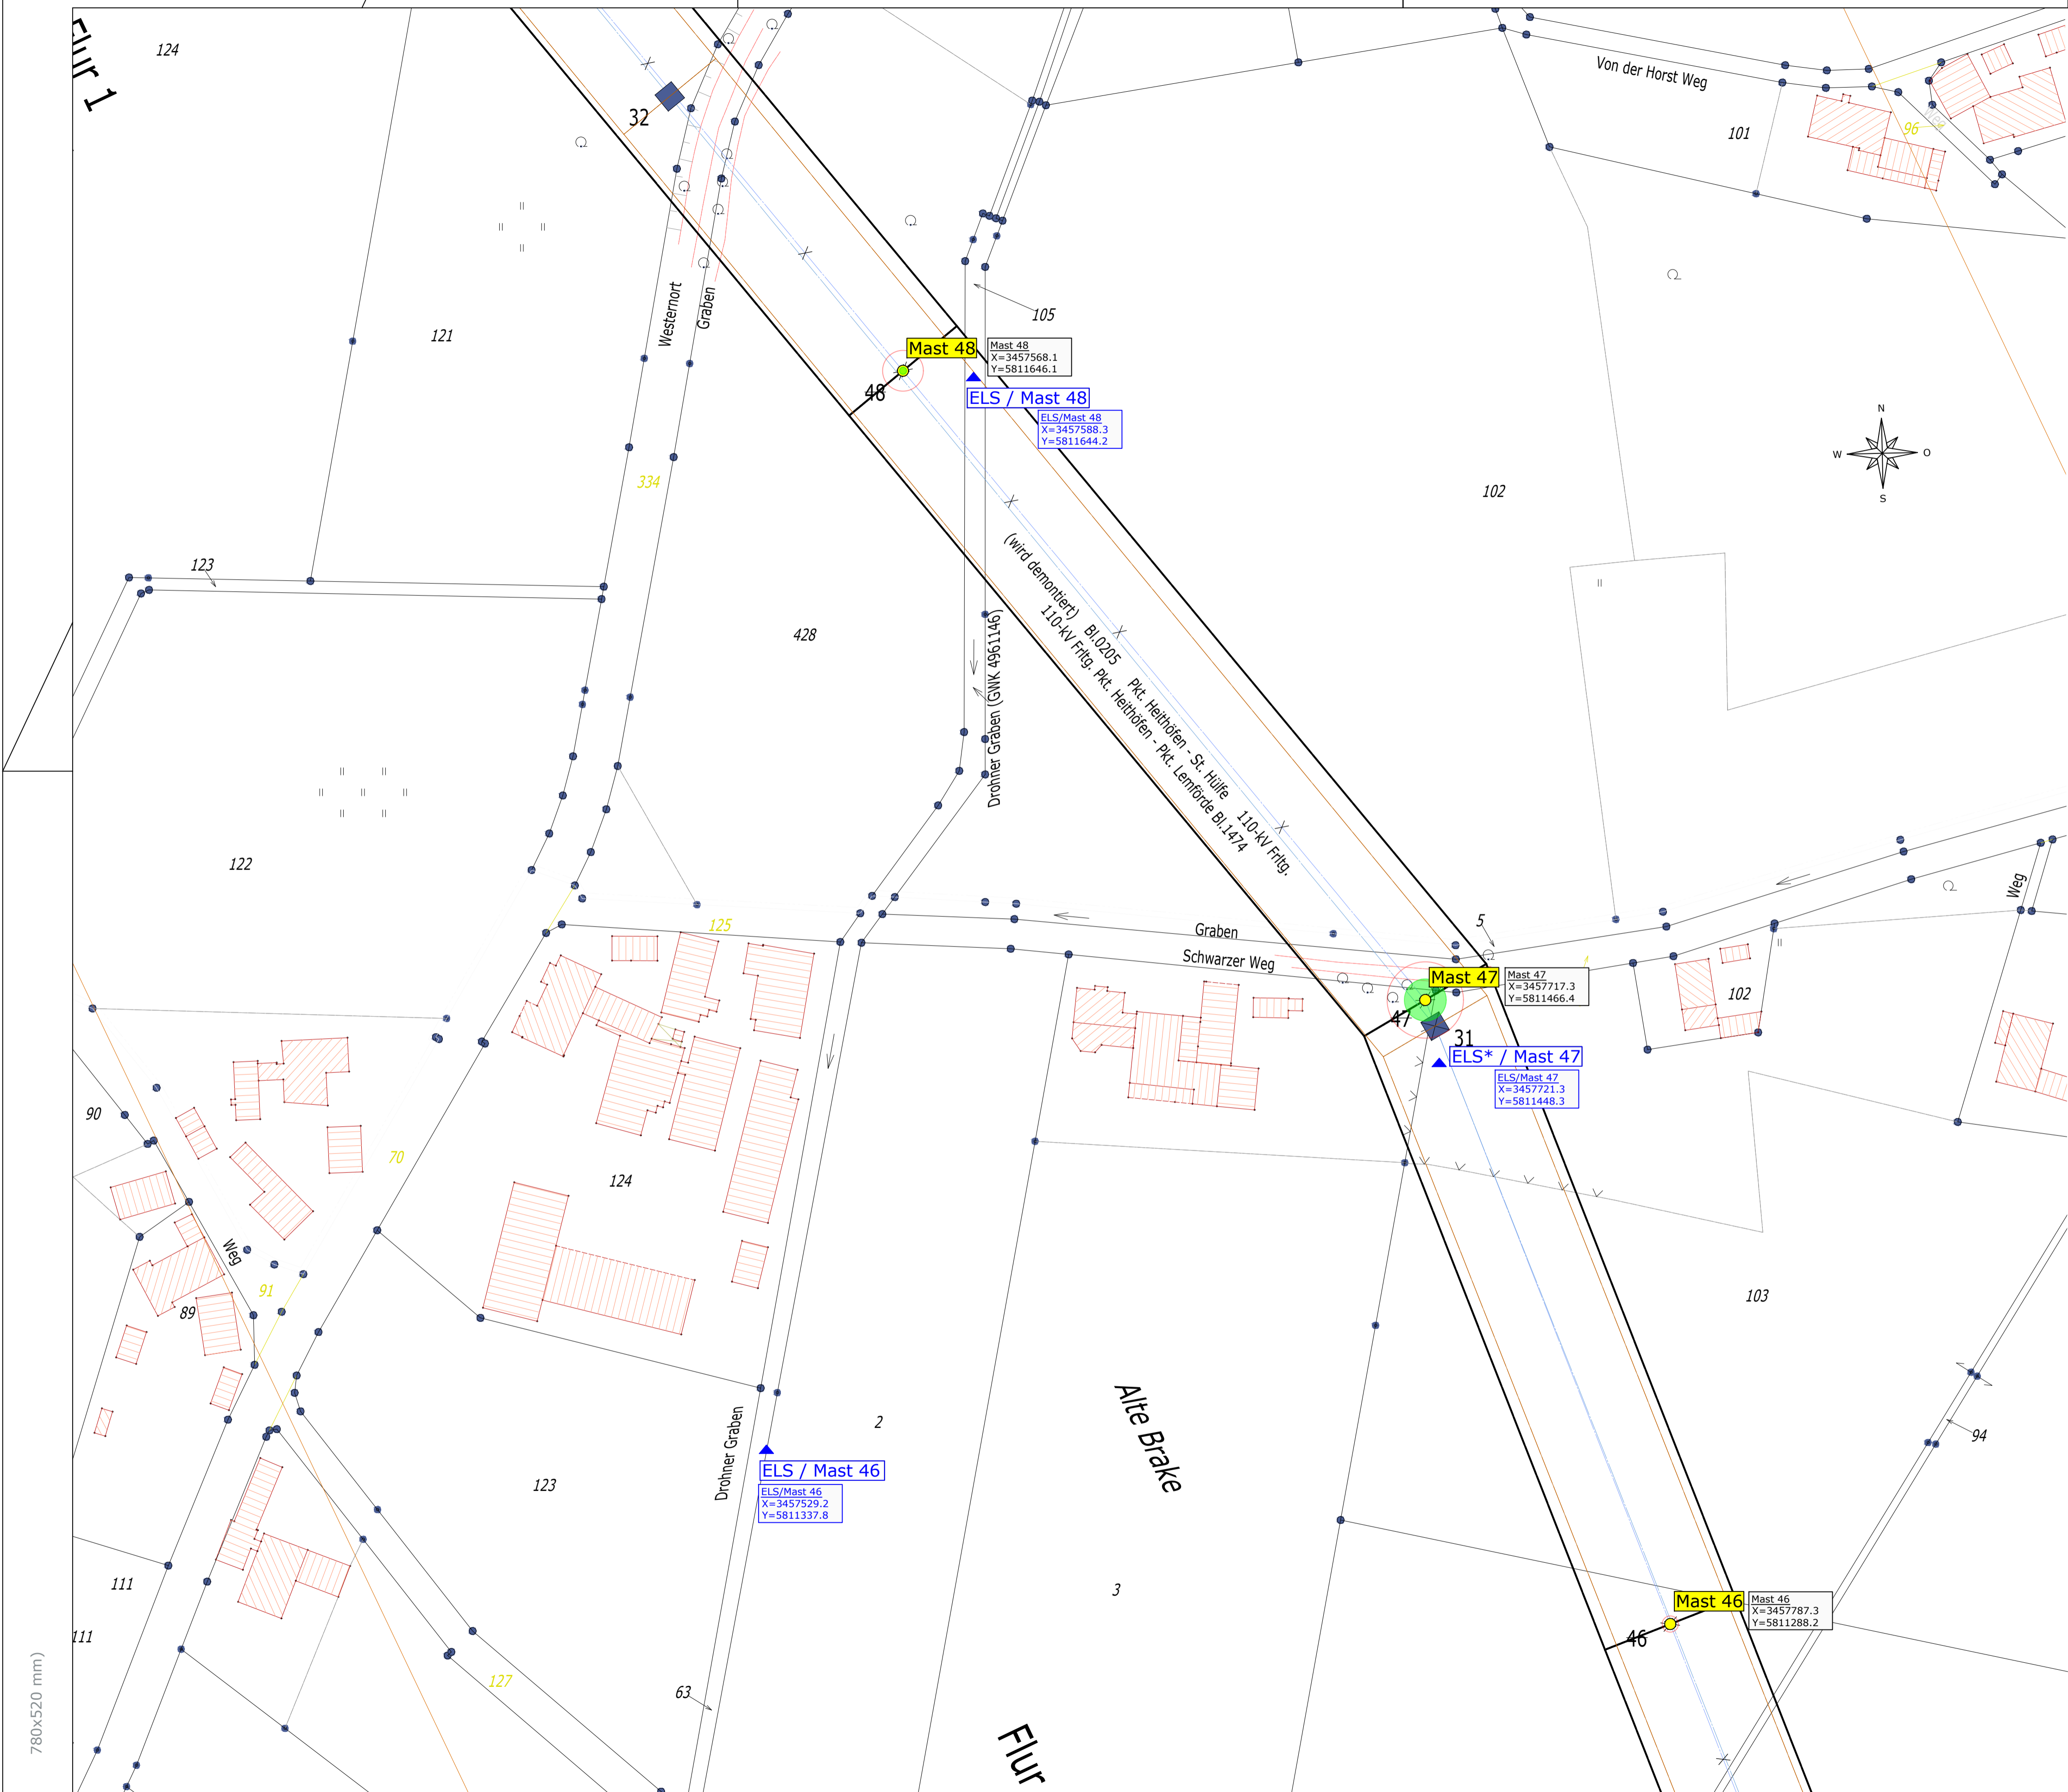 Flur 1
124
32
Von der Horst Weg
101
96
121
Westernort
Graben
105
Mast 48
Mast 48
X=3457568.1
Y=5811646.1
48
ELS / Mast 48
ELS/Mast 48
X=3457588.3
Y=5811644.2
N
W
O
S
334
102
123
428
(wird demontiert) Bl.0205 Pkt. Heithöfen - St. Hülfe 110-kV Frltg.
110-kV Frltg. Pkt. Heithöfen - Pkt. Lemförde Bl.1474
Drohner Graben (GWK 4961146)
122
Weg
125
5
Graben
Schwarzer Weg
Mast 47
Mast 47
X=3457717.3
Y=5811466.4
102
47
31
ELS* / Mast 47
ELS/Mast 47
X=3457721.3
Y=5811448.3
90
70
124
Weg
91
89
103
Alte Brake
2
Drohner Graben
94
ELS / Mast 46
ELS/Mast 46
X=3457529.2
Y=5811337.8
123
111
3
Mast 46
Mast 46
X=3457787.3
Y=5811288.2
46
111
127
63
Flur
780x520 mm)